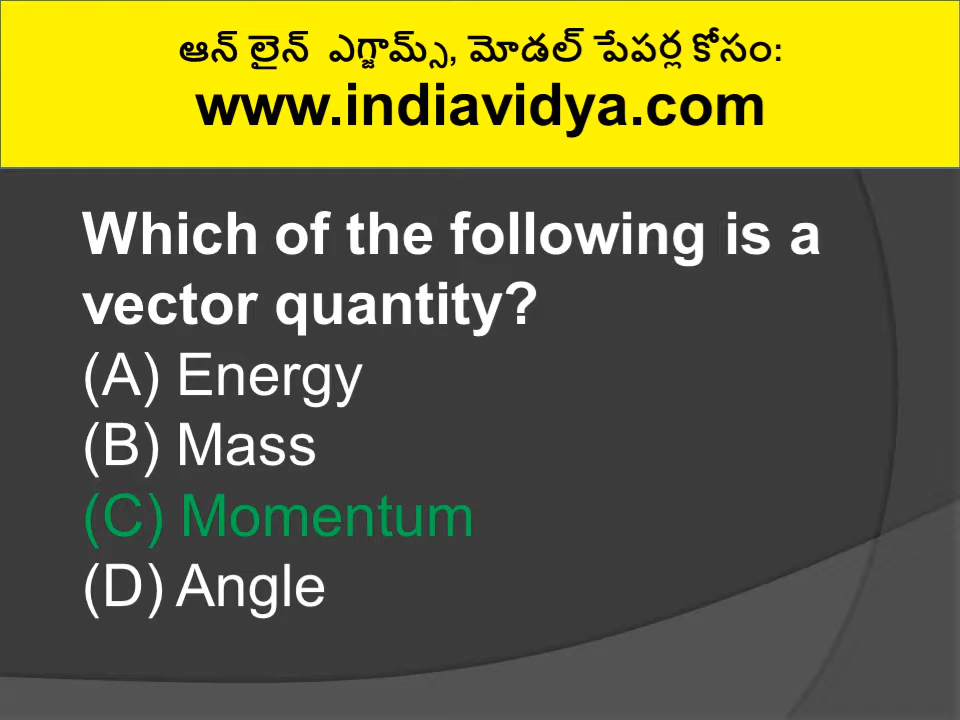 ఆన్ లైన్ ఎగ్జామ్స్, మోడల్ పేపర్ల కోసం:
www.indiavidya.com
Which of the following is a
vector quantity?
(A) Energy
(B) Mass
(C) Momentum
(D) Angle